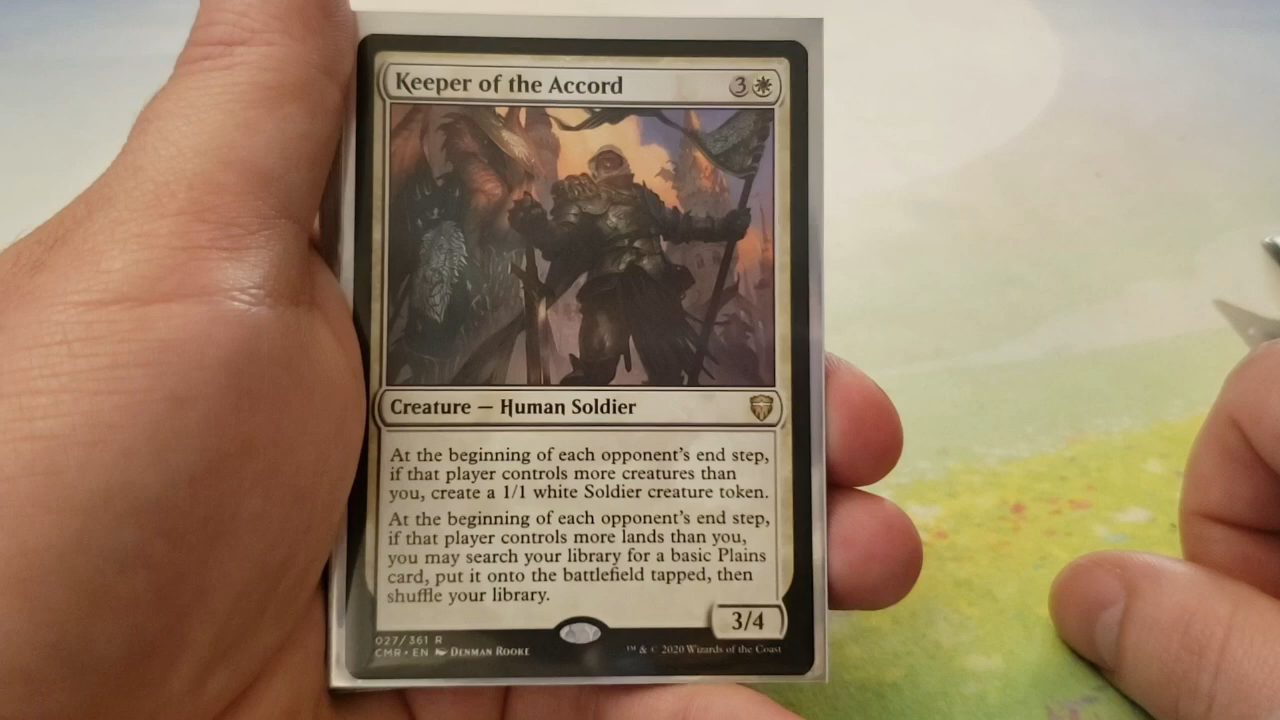 Keeper of the Accord 3
Creature — Human Soldier
At the beginning of each opponent's end step,
if that player controls more creatures than
you, create a 1/1 white Soldier creature token.
At the beginning of each opponent's end step,
if that player controls more lands than you,
you may search your library for a basic Plains
card, put it onto the battlefield tapped, then
shuffle your library.
3/4
027/361 R
CMR • EN Denman Rooke
™ & © 2020 Wizards of the Coast